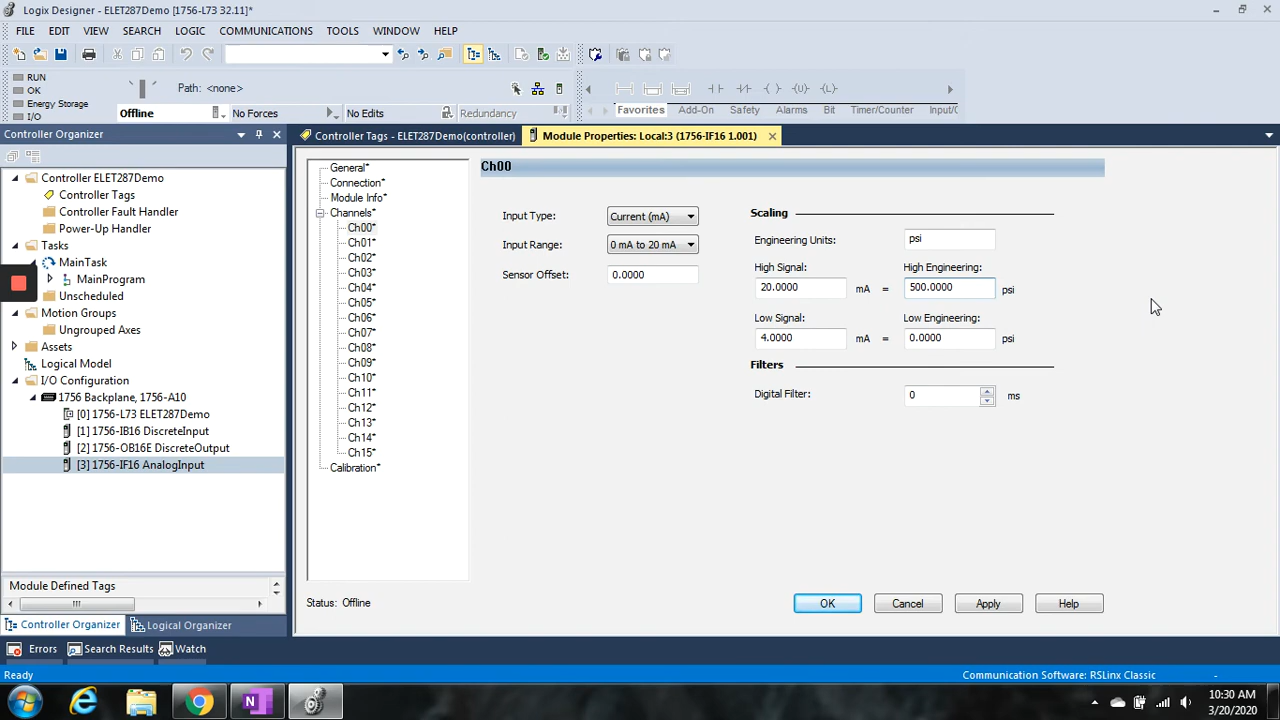 Logix Designer - ELET287Demo [1756-L73 32.11]*
FILE EDIT VIEW SEARCH LOGIC COMMUNICATIONS TOOLS WINDOW HELP
RUN
OK
Energy Storage
I/O
Path: <none>
Offline
No Forces
No Edits
Redundancy
Favorites Add-On Safety Alarms Bit Timer/Counter Input/
Controller Organizer
Controller Tags - ELET287Demo(controller)
Module Properties: Local:3 (1756-IF16 1.001)
Controller ELET287Demo
Controller Tags
Controller Fault Handler
Power-Up Handler
Tasks
MainTask
MainProgram
Unscheduled
Motion Groups
Ungrouped Axes
Assets
Logical Model
I/O Configuration
1756 Backplane, 1756-A10
[0] 1756-L73 ELET287Demo
[1] 1756-IB16 DiscreteInput
[2] 1756-OB16E DiscreteOutput
[3] 1756-IF16 AnalogInput
Module Defined Tags
Controller Organizer
Logical Organizer
General*
Connection*
Module Info*
Channels*
Ch00*
Ch01*
Ch02*
Ch03*
Ch04*
Ch05*
Ch06*
Ch07*
Ch08*
Ch09*
Ch10*
Ch11*
Ch12*
Ch13*
Ch14*
Ch15*
Calibration*
Ch00
Input Type: Current (mA)
Input Range: 0 mA to 20 mA
Sensor Offset: 0.0000
Scaling
Engineering Units: psi
High Signal: High Engineering:
20.0000 mA = 500.0000 psi
Low Signal: Low Engineering:
4.0000 mA = 0.0000 psi
Filters
Digital Filter: 0 ms
Status: Offline
OK Cancel Apply Help
Errors Search Results Watch
Ready
Communication Software: RSLinx Classic
10:30 AM
3/20/2020